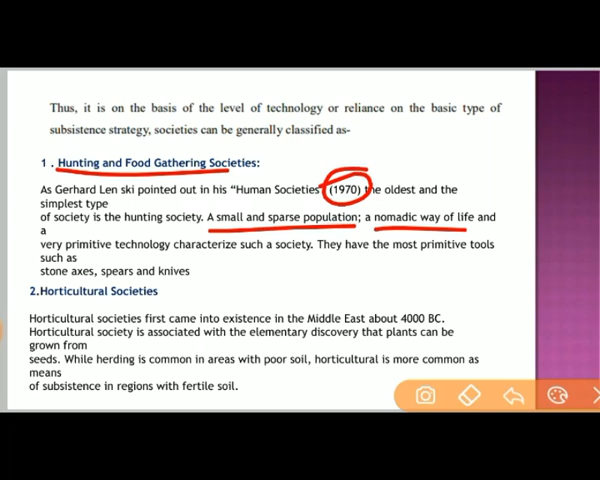 Thus, it is on the basis of the level of technology or reliance on the basic type of
subsistence strategy, societies can be generally classified as-
1 . Hunting and Food Gathering Societies:
As Gerhard Len ski pointed out in his "Human Societies" (1970) the oldest and the
simplest type
of society is the hunting society. A small and sparse population; a nomadic way of life and
a
very primitive technology characterize such a society. They have the most primitive tools
such as
stone axes, spears and knives
2.Horticultural Societies
Horticultural societies first came into existence in the Middle East about 4000 BC.
Horticultural society is associated with the elementary discovery that plants can be
grown from
seeds. While herding is common in areas with poor soil, horticultural is more common as
means
of subsistence in regions with fertile soil.